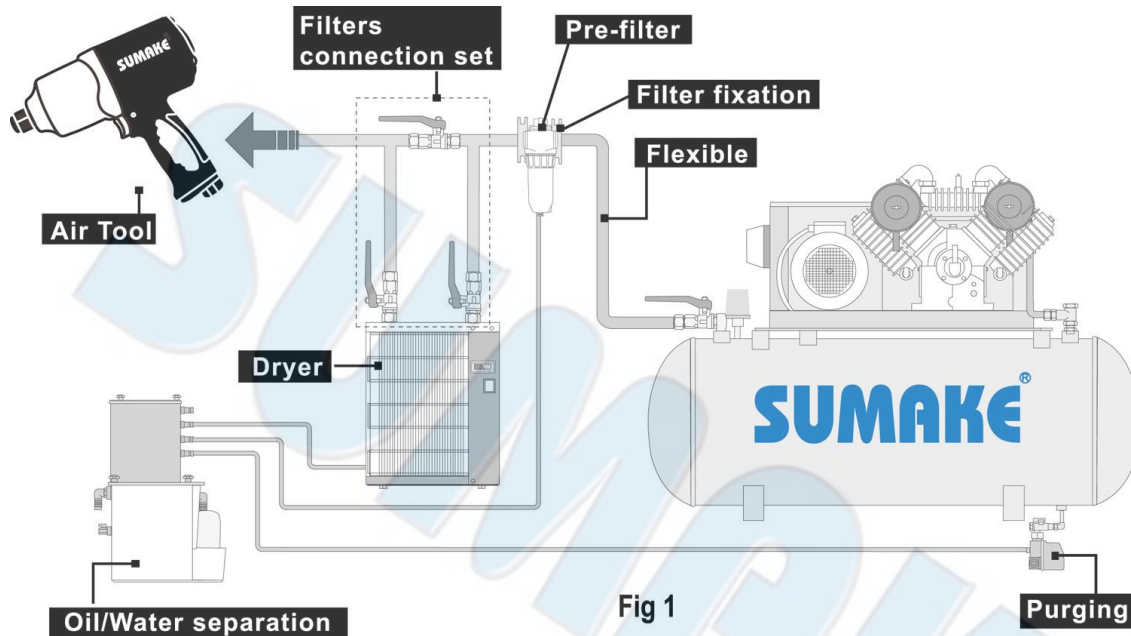 Filters
connection set
Pre-filter
Filter fixation
Flexible
SUMAKE
Air Tool
Dryer
SUMAKE®
Oil/Water separation
Fig 1
Purging
SUMAKE